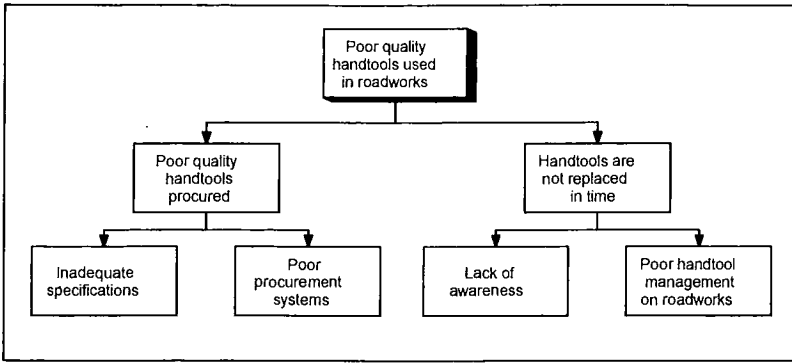 Poor quality
handtools used
in roadworks
Poor quality
handtools
procured
Handtools are
not replaced
in time
Inadequate
specifications
Poor
procurement
systems
Lack of
awareness
Poor handtool
management
on roadworks